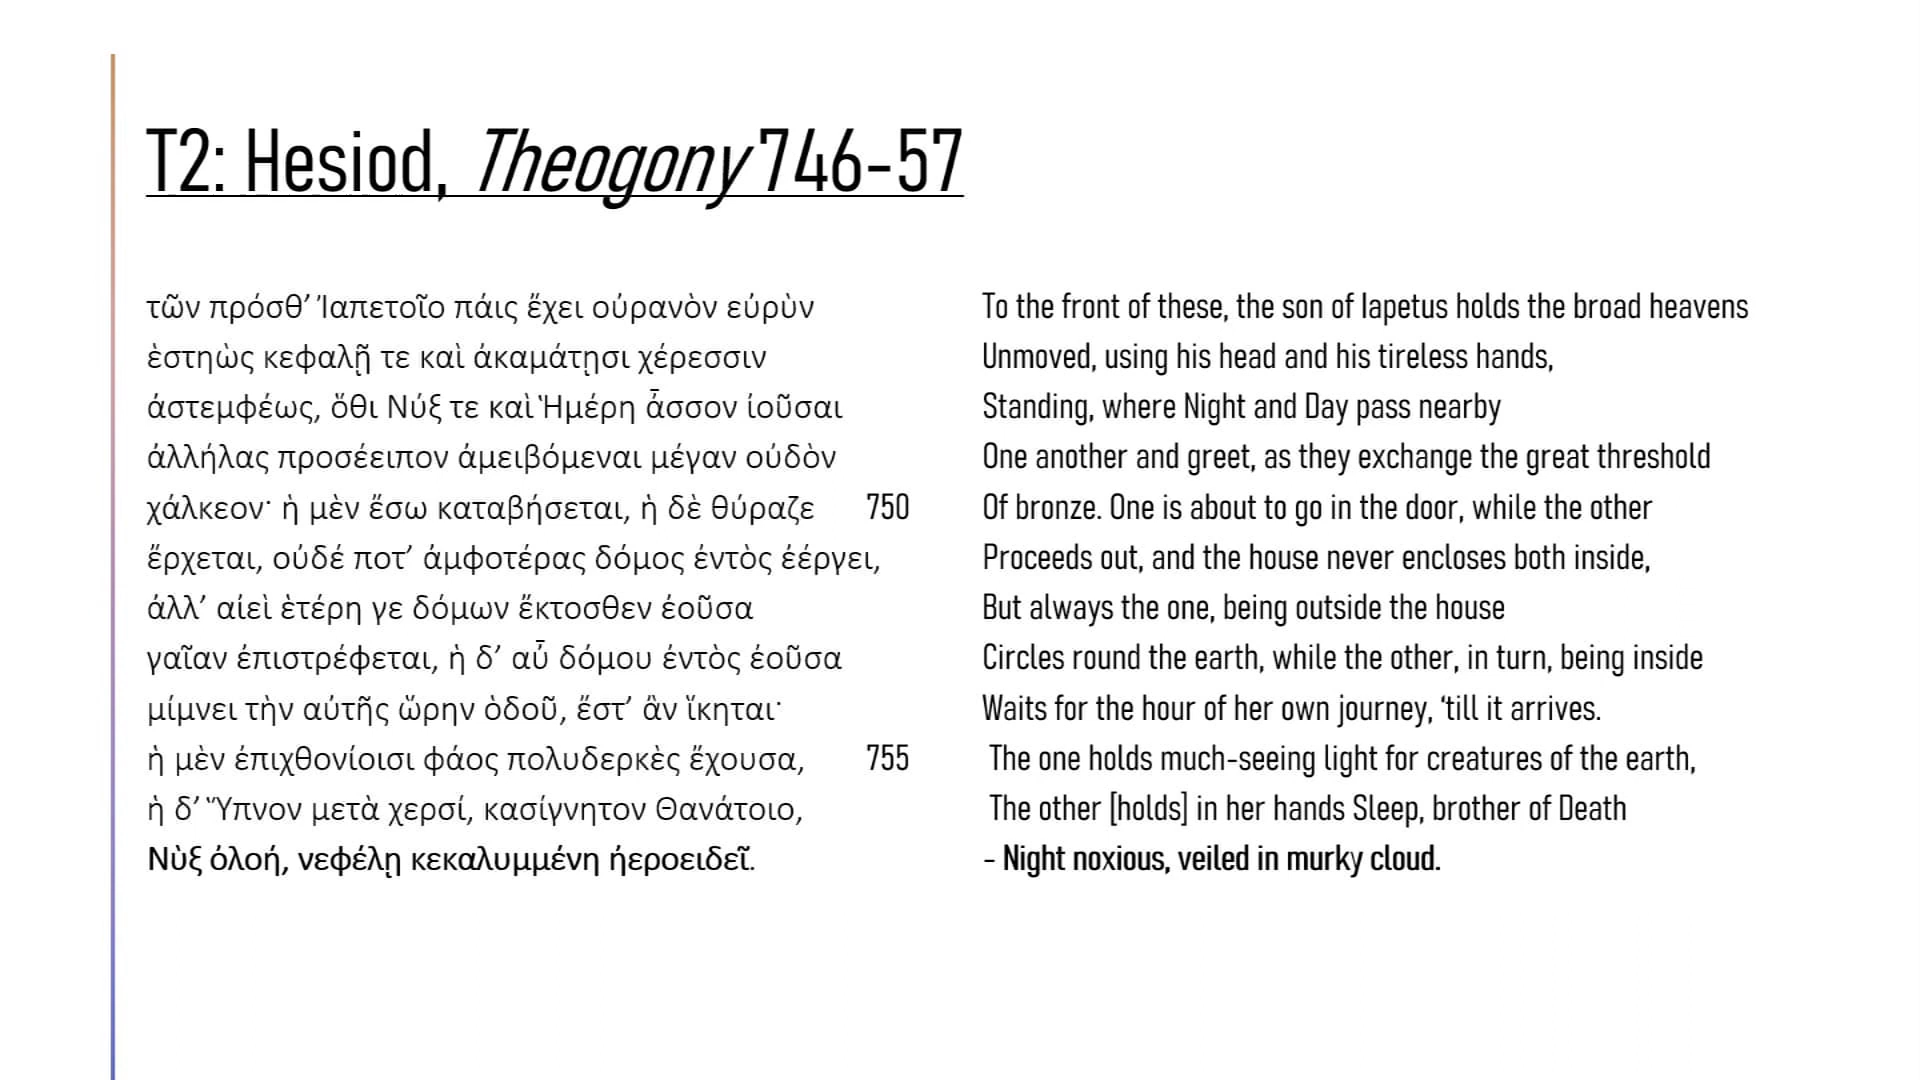 T2: Hesiod, Theogony 746-57
τῶν πρόσθ’ Ἰαπετοῖο πάις ἔχει οὐρανὸν εὐρὺν
ἑστηὼς κεφαλῇ τε καὶ ἀκαμάτῃσι χέρεσσιν
ἀστεμφέως, ὅθι Νύξ τε καὶ Ἡμέρη ἆσσον ἰοῦσαι
ἀλλήλας προσέειπον ἀμειβόμεναι μέγαν οὐδὸν
χάλκεον· ἡ μὲν ἔσω καταβήσεται, ἡ δὲ θύραζε 750
ἔρχεται, οὐδέ ποτ’ ἀμφοτέρας δόμος ἐντὸς ἐέργει,
ἀλλ’ αἰεὶ ἑτέρη γε δόμων ἔκτοσθεν ἐοῦσα
γαῖαν ἐπιστρέφεται, ἡ δ’ αὖ δόμου ἐντὸς ἐοῦσα
μίμνει τὴν αὐτῆς ὥρην ὁδοῦ, ἔστ’ ἂν ἵκηται·
ἡ μὲν ἐπιχθονίοισι φάος πολυδερκὲς ἔχουσα, 755
ἡ δ’ Ὕπνον μετὰ χερσί, κασίγνητον Θανάτοιο,
Νὺξ ὀλοή, νεφέλῃ κεκαλυμμένη ἠεροειδεῖ.
To the front of these, the son of Iapetus holds the broad heavens
Unmoved, using his head and his tireless hands,
Standing, where Night and Day pass nearby
One another and greet, as they exchange the great threshold
Of bronze. One is about to go in the door, while the other
Proceeds out, and the house never encloses both inside,
But always the one, being outside the house
Circles round the earth, while the other, in turn, being inside
Waits for the hour of her own journey, ‘till it arrives.
The one holds much-seeing light for creatures of the earth,
The other [holds] in her hands Sleep, brother of Death
- Night noxious, veiled in murky cloud.